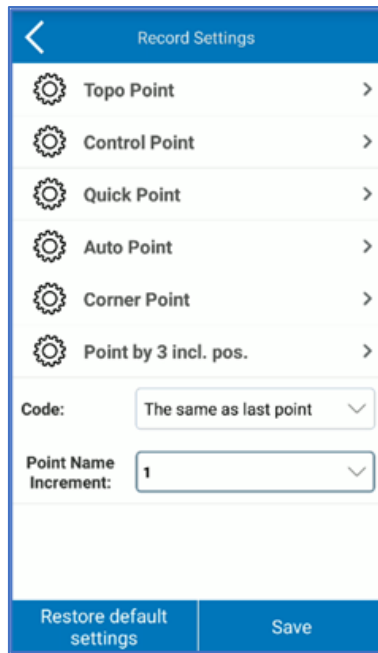 Record Settings
Topo Point
Control Point
Quick Point
Auto Point
Corner Point
Point by 3 incl. pos.
Code: The same as last point
Point Name
Increment: 1
Restore default
settings
Save